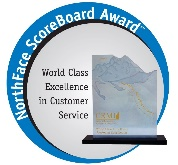 NorthFace ScoreBoard Award™
World Class
Excellence
in Customer
Service